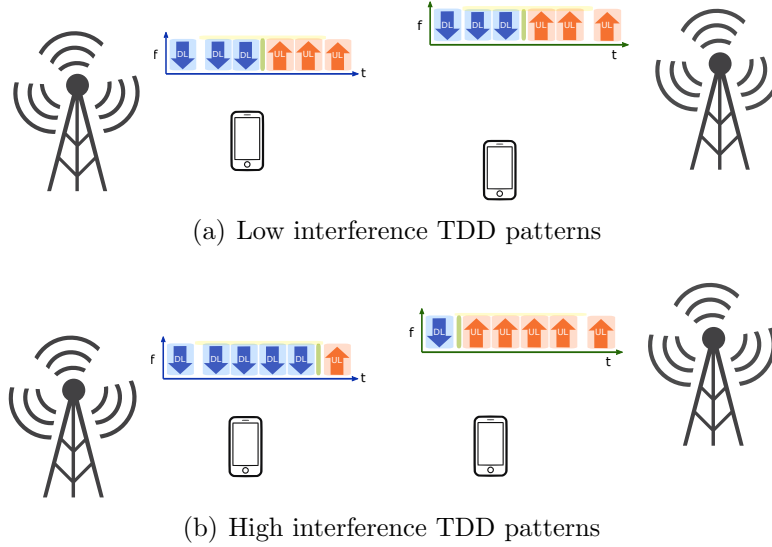 f DL DL DL UL UL UL t
f DL DL DL UL UL UL t
(a) Low interference TDD patterns
f DL DL DL DL DL UL t
f DL UL UL UL UL UL t
(b) High interference TDD patterns